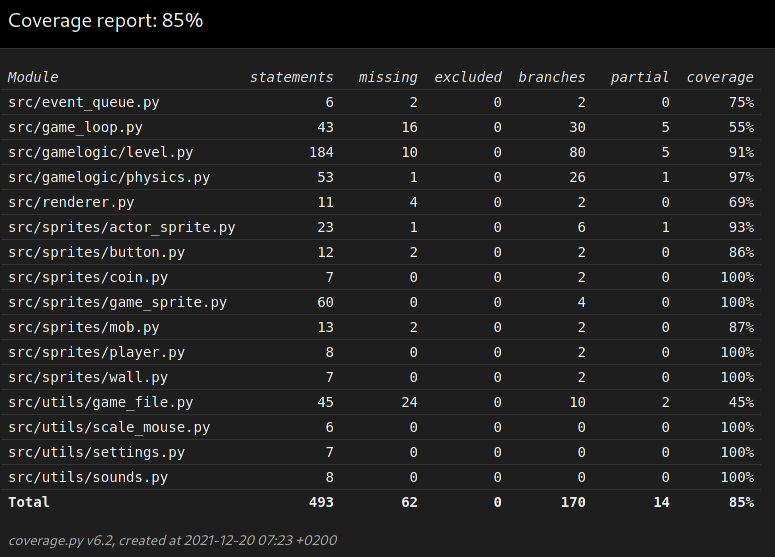 Coverage report: 85%
Module statements missing excluded branches partial coverage
src/event_queue.py 6 2 0 2 0 75%
src/game_loop.py 43 16 0 30 5 55%
src/gamelogic/level.py 184 10 0 80 5 91%
src/gamelogic/physics.py 53 1 0 26 1 97%
src/renderer.py 11 4 0 2 0 69%
src/sprites/actor_sprite.py 23 1 0 6 1 93%
src/sprites/button.py 12 2 0 2 0 86%
src/sprites/coin.py 7 0 0 2 0 100%
src/sprites/game_sprite.py 60 0 0 4 0 100%
src/sprites/mob.py 13 2 0 2 0 87%
src/sprites/player.py 8 0 0 2 0 100%
src/sprites/wall.py 7 0 0 2 0 100%
src/utils/game_file.py 45 24 0 10 2 45%
src/utils/scale_mouse.py 6 0 0 0 0 100%
src/utils/settings.py 7 0 0 0 0 100%
src/utils/sounds.py 8 0 0 0 0 100%
Total 493 62 0 170 14 85%
coverage.py v6.2, created at 2021-12-20 07:23 +0200